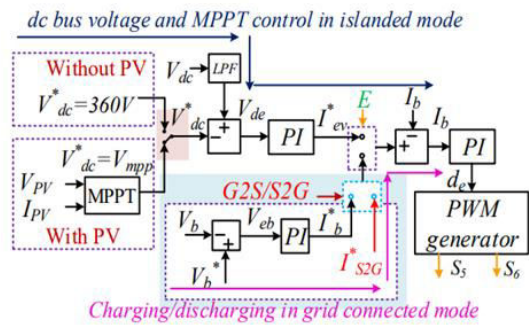 dc bus voltage and MPPT control in islanded mode
Without PV
V*dc=360V
Vdc
LPF
V*dc
Vde
PI
I*ev
E
Ib
Ib
PI
V*dc=Vmpp
VPV
IPV
MPPT
With PV
G2S/S2G
de
PWM
generator
Vb
Veb
PI
I*b
I*S2G
Vb*
S5
S6
Charging/discharging in grid connected mode